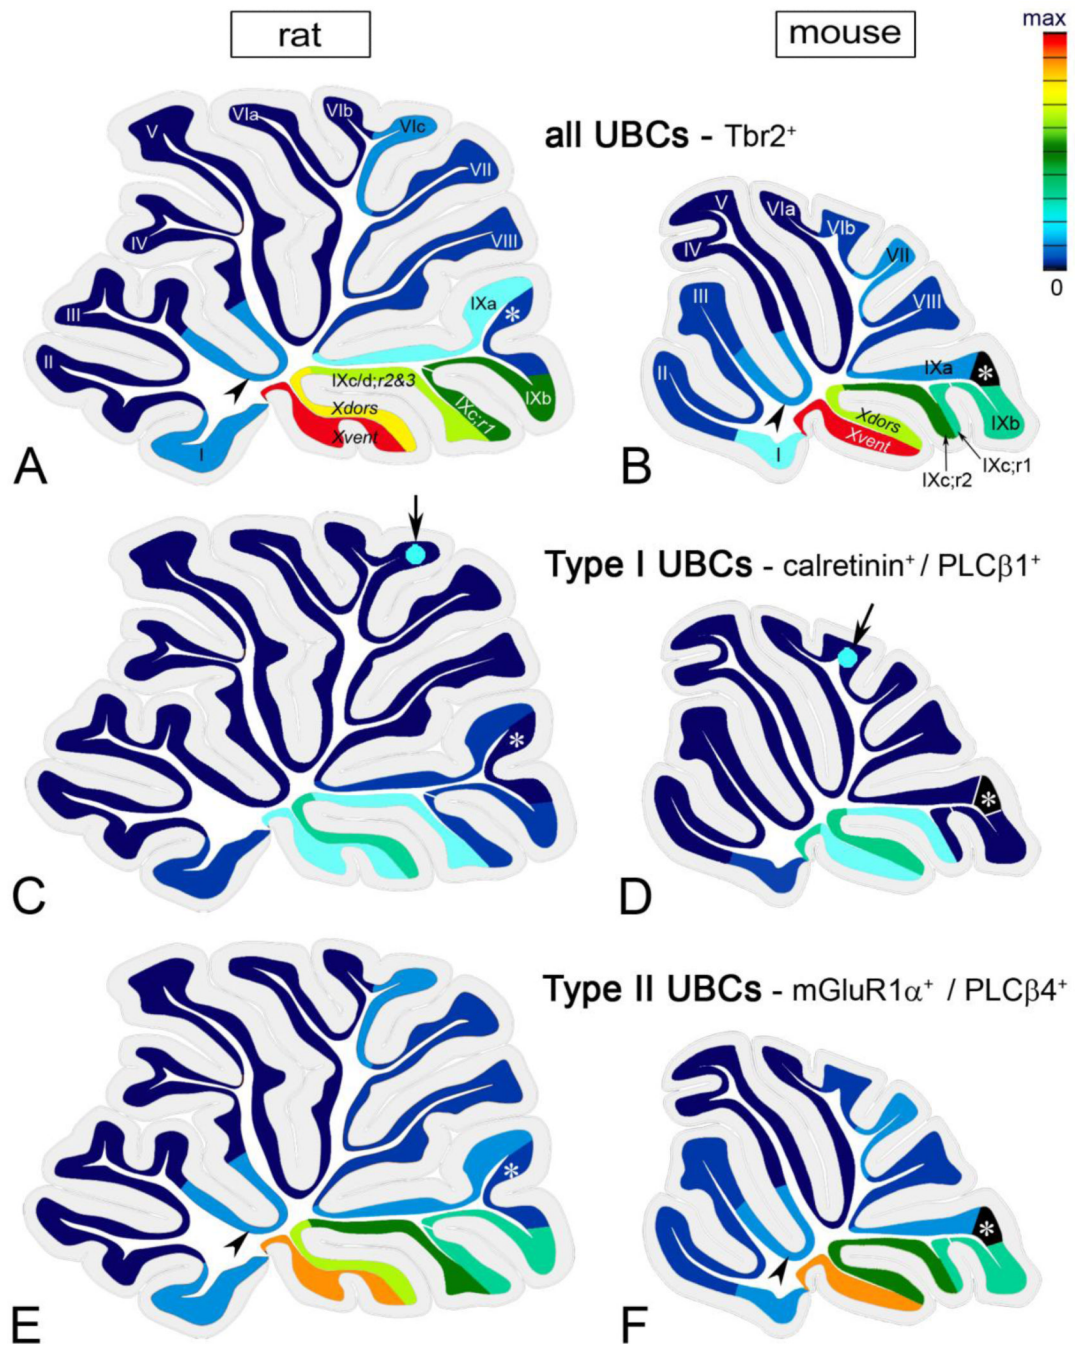 rat
mouse
max
0
all UBCs - Tbr2⁺
V
VIa
VIb
VIc
VII
VIII
IV
III
II
I
IXa
*
IXc/d;r2&3
IXc;r1
IXb
Xdors
Xvent
A
V
VIa
VIb
IV
VII
III
VIII
II
IXa
*
IXb
I
Xdors
Xvent
IXc;r1
IXc;r2
B
Type I UBCs - calretinin⁺ / PLCβ1⁺
*
C
*
D
Type II UBCs - mGluR1α⁺ / PLCβ4⁺
*
E
*
F